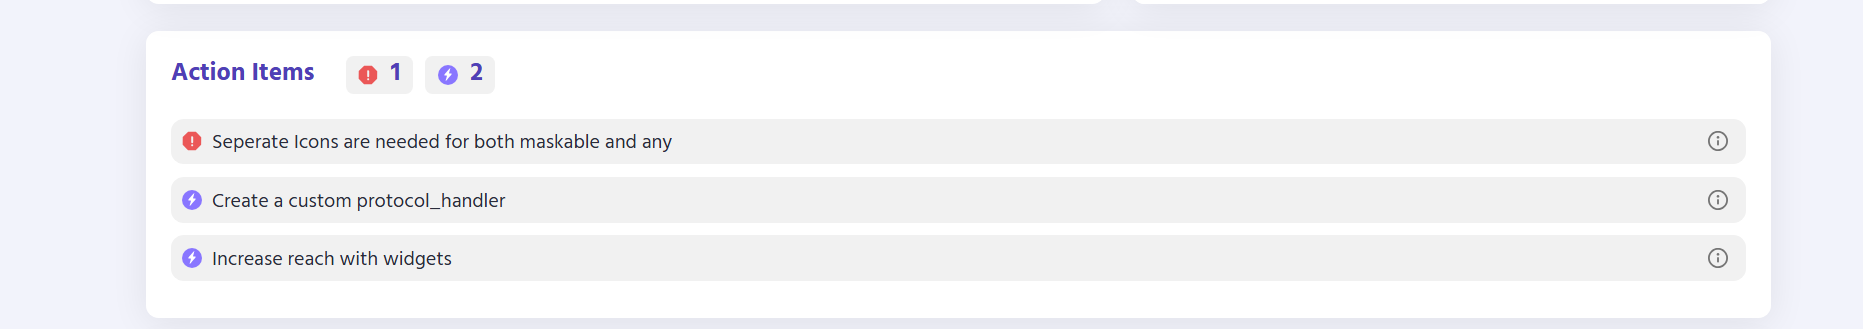 Action Items 1 2
Seperate Icons are needed for both maskable and any
Create a custom protocol_handler
Increase reach with widgets